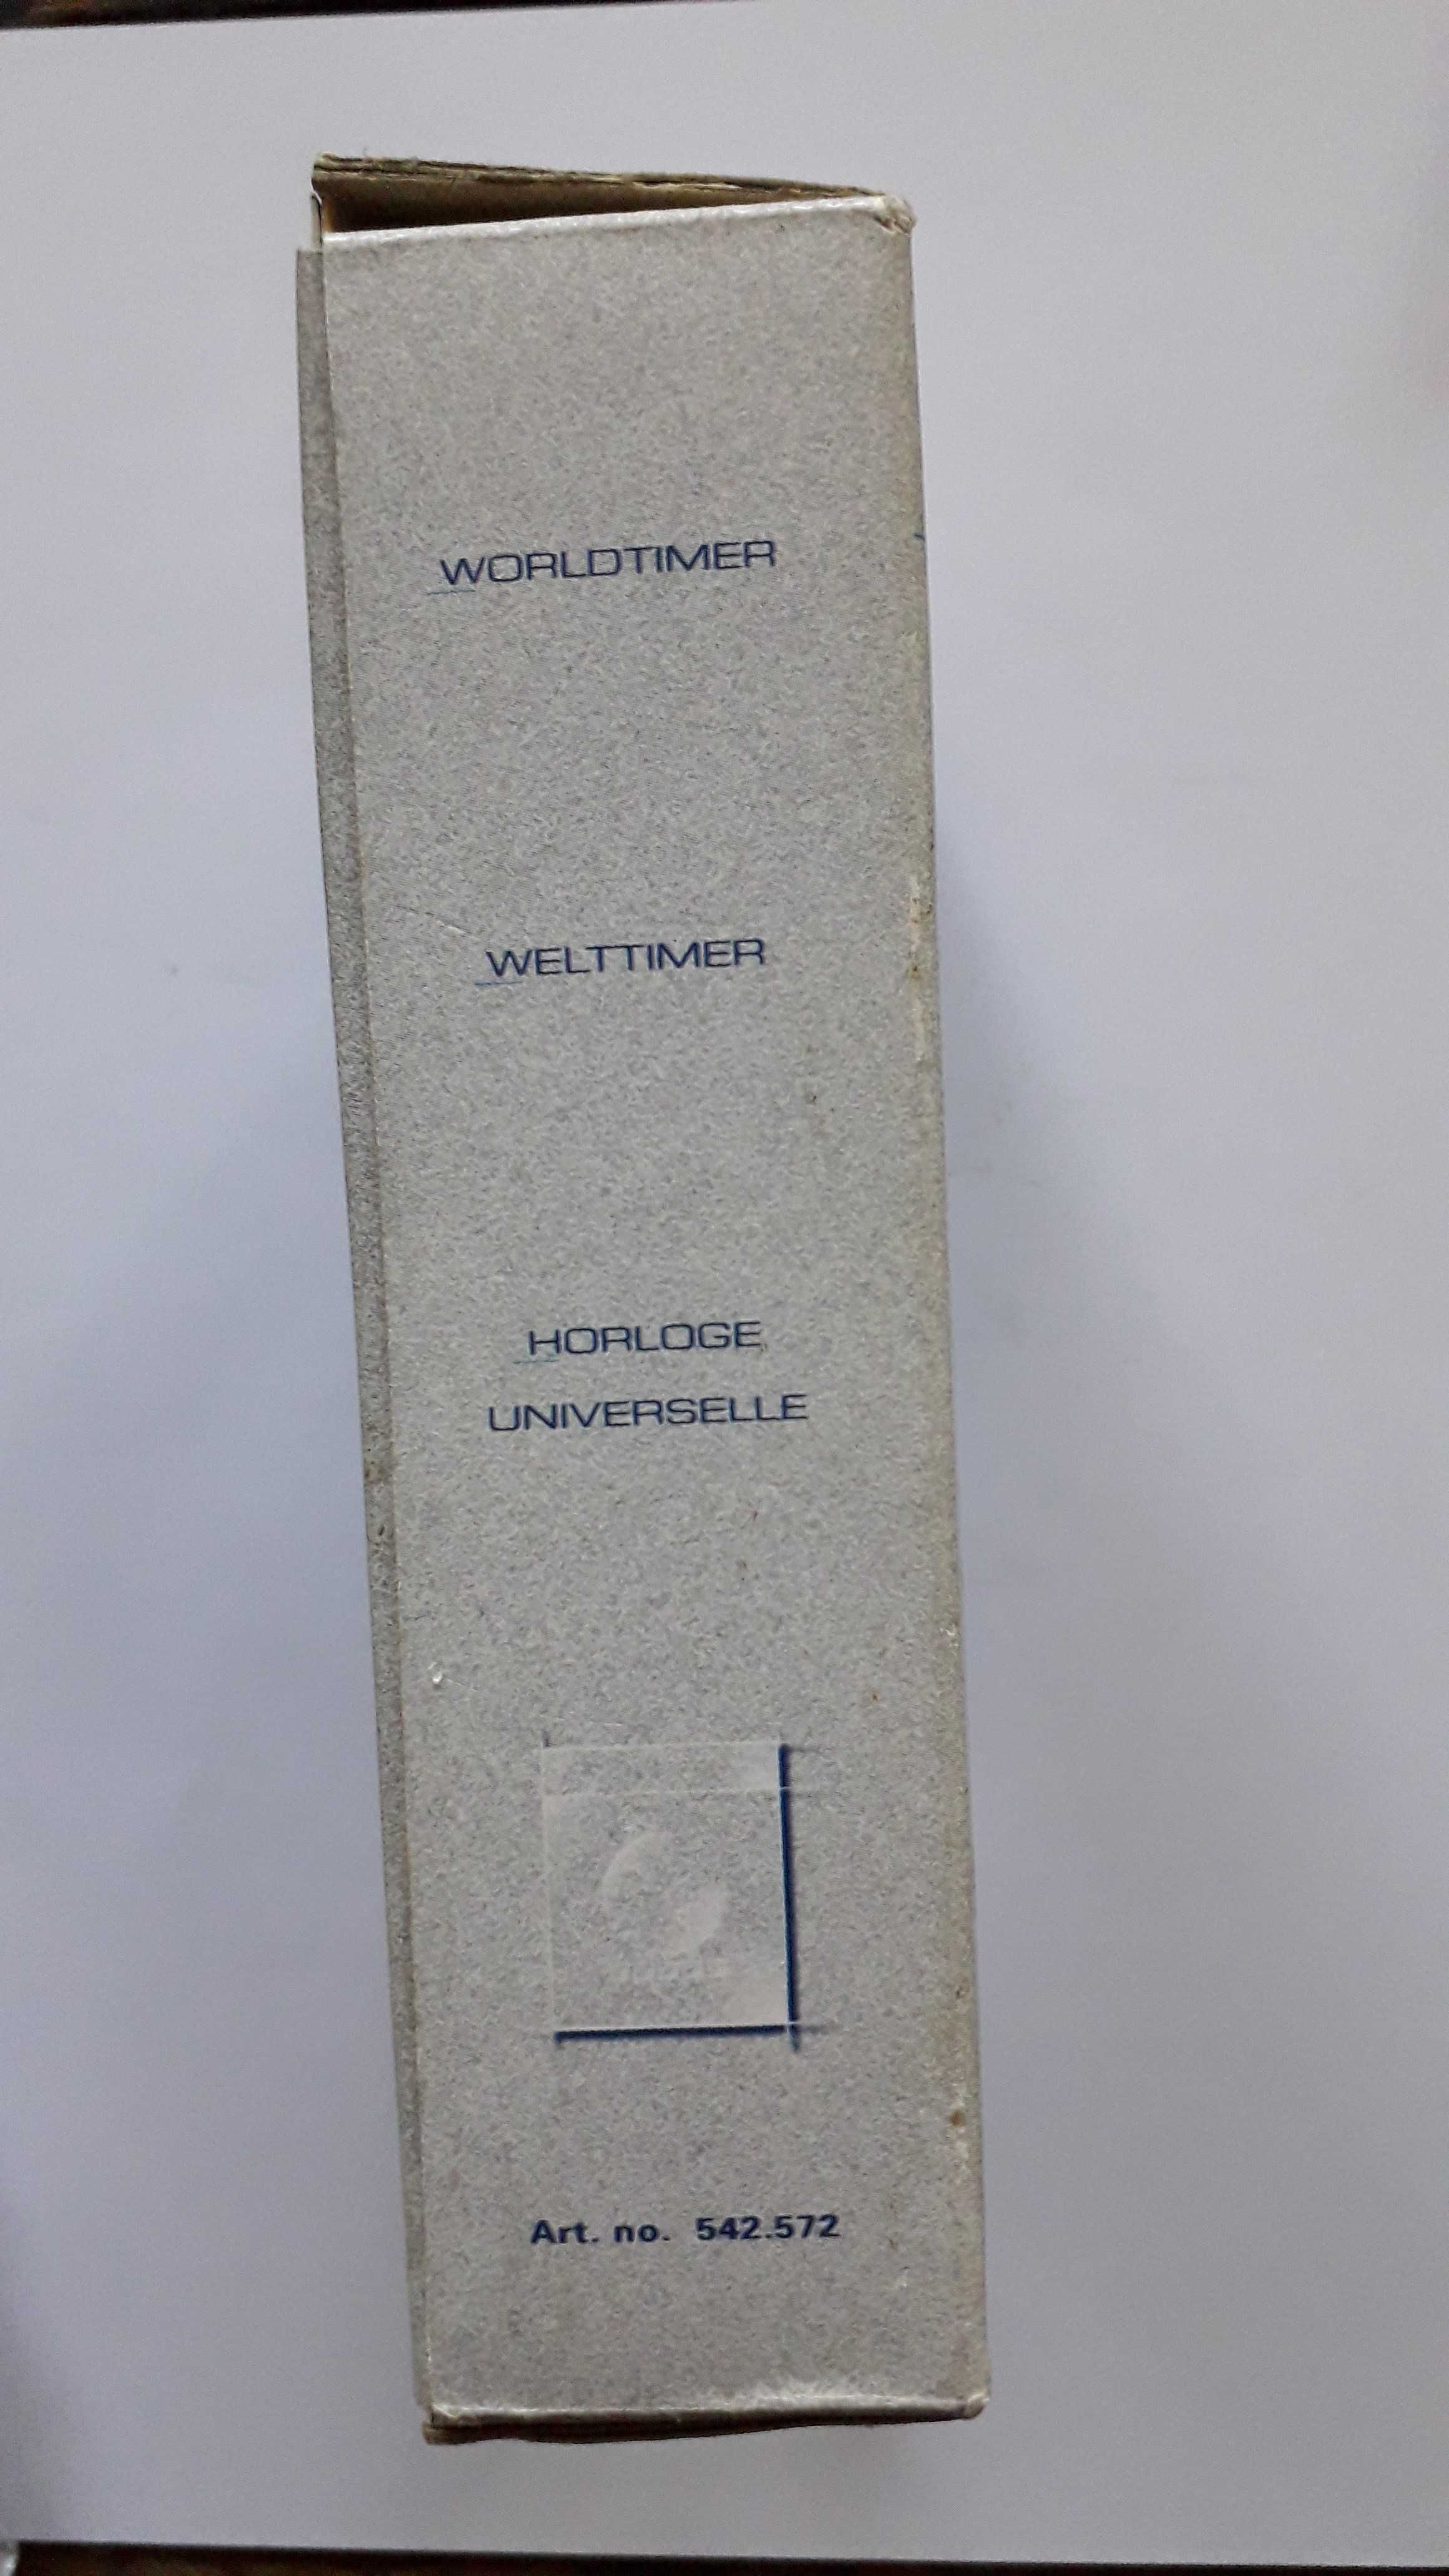 WORLDTIMER
WELTTIMER
HORLOGE
UNIVERSELLE
Art. no. 542.572